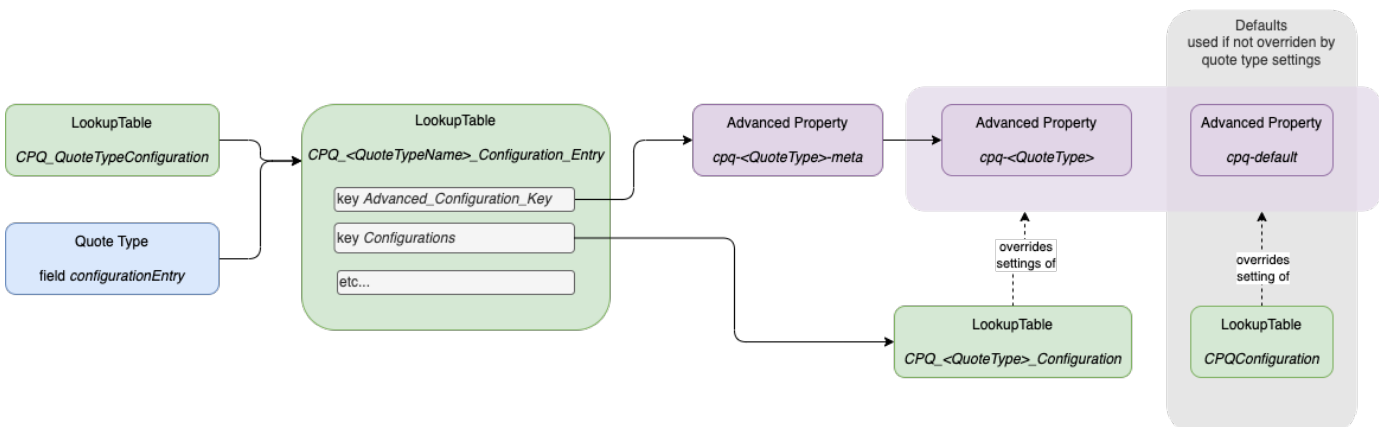 Defaults
used if not overriden by
quote type settings
LookupTable
CPQ_QuoteTypeConfiguration
Quote Type
field configurationEntry
LookupTable
CPQ_<QuoteTypeName>_Configuration_Entry
key Advanced_Configuration_Key
key Configurations
etc...
Advanced Property
cpq-<QuoteType>-meta
Advanced Property
cpq-<QuoteType>
Advanced Property
cpq-default
overrides
settings of
overrides
setting of
LookupTable
CPQ_<QuoteType>_Configuration
LookupTable
CPQConfiguration